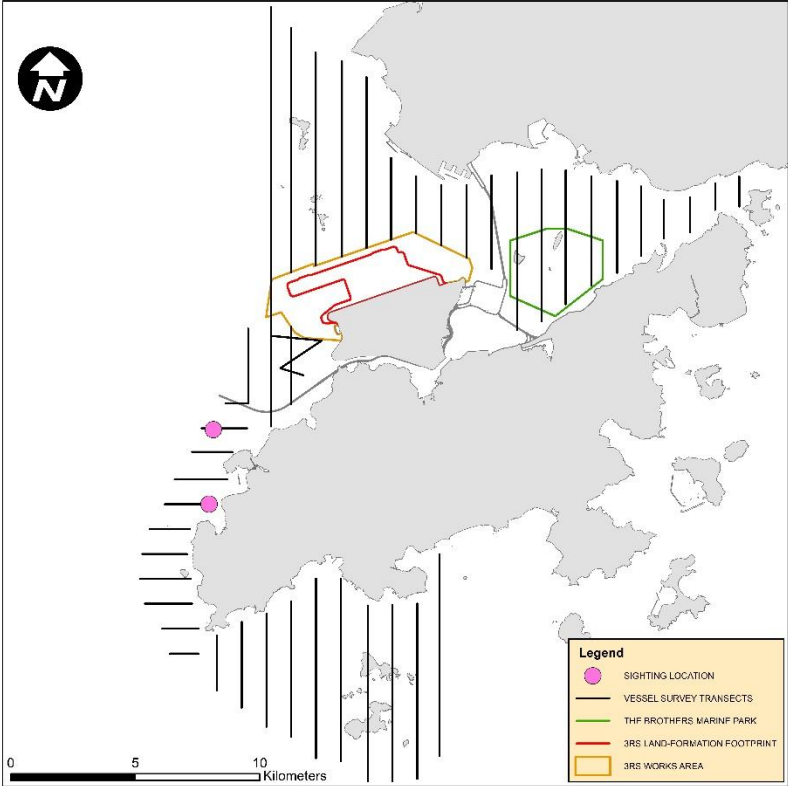 N
0 5 10
Kilometers
Legend
SIGHTING LOCATION
VESSEL SURVEY TRANSECTS
THE BROTHERS MARINE PARK
3RS LAND-FORMATION FOOTPRINT
3RS WORKS AREA